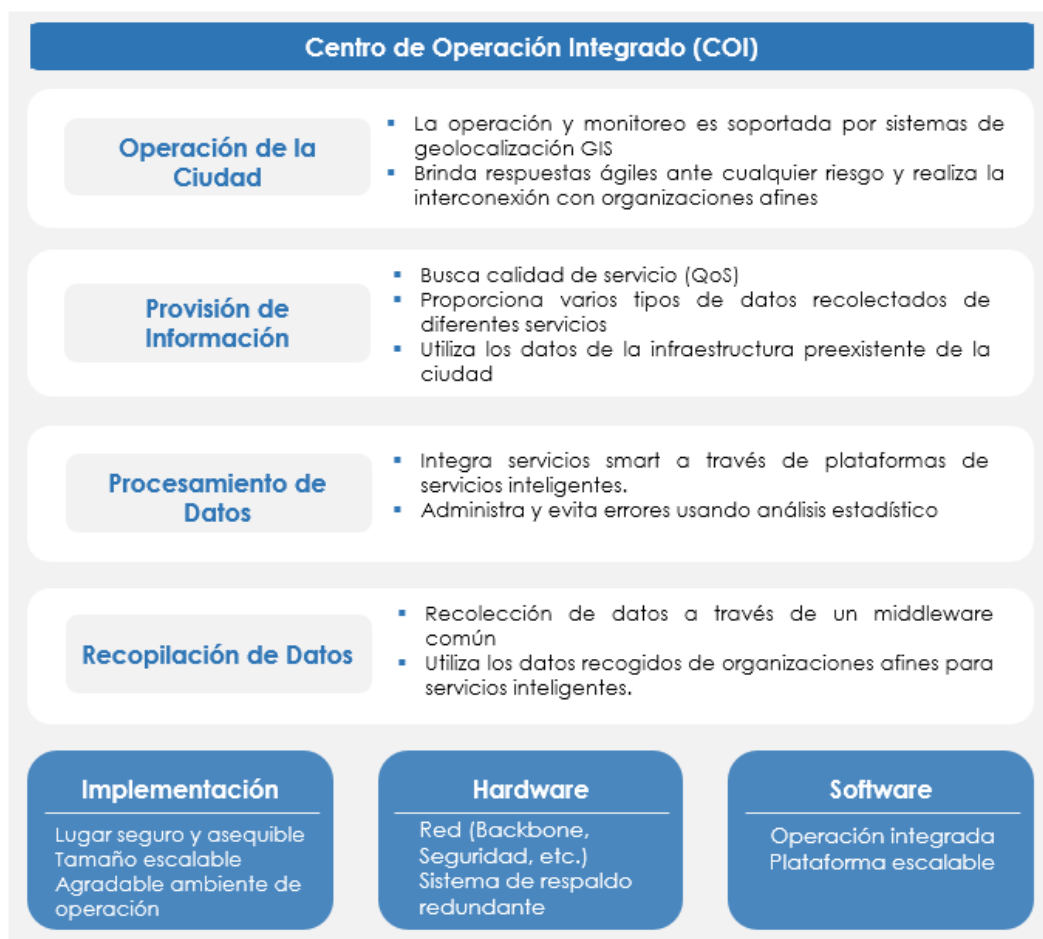 Centro de Operación Integrado (COI)
Operación de la
Ciudad
▪ La operación y monitoreo es soportada por sistemas de
geolocalización GIS
▪ Brinda respuestas ágiles ante cualquier riesgo y realiza la
interconexión con organizaciones afines
Provisión de
Información
▪ Busca calidad de servicio (QoS)
▪ Proporciona varios tipos de datos recolectados de
diferentes servicios
▪ Utiliza los datos de la infraestructura preexistente de la
ciudad
Procesamiento de
Datos
▪ Integra servicios smart a través de plataformas de
servicios inteligentes.
▪ Administra y evita errores usando análisis estadístico
Recopilación de Datos
▪ Recolección de datos a través de un middleware
común
▪ Utiliza los datos recogidos de organizaciones afines para
servicios inteligentes.
Implementación
Lugar seguro y asequible
Tamaño escalable
Agradable ambiente de
operación
Hardware
Red (Backbone,
Seguridad, etc.)
Sistema de respaldo
redundante
Software
Operación integrada
Plataforma escalable